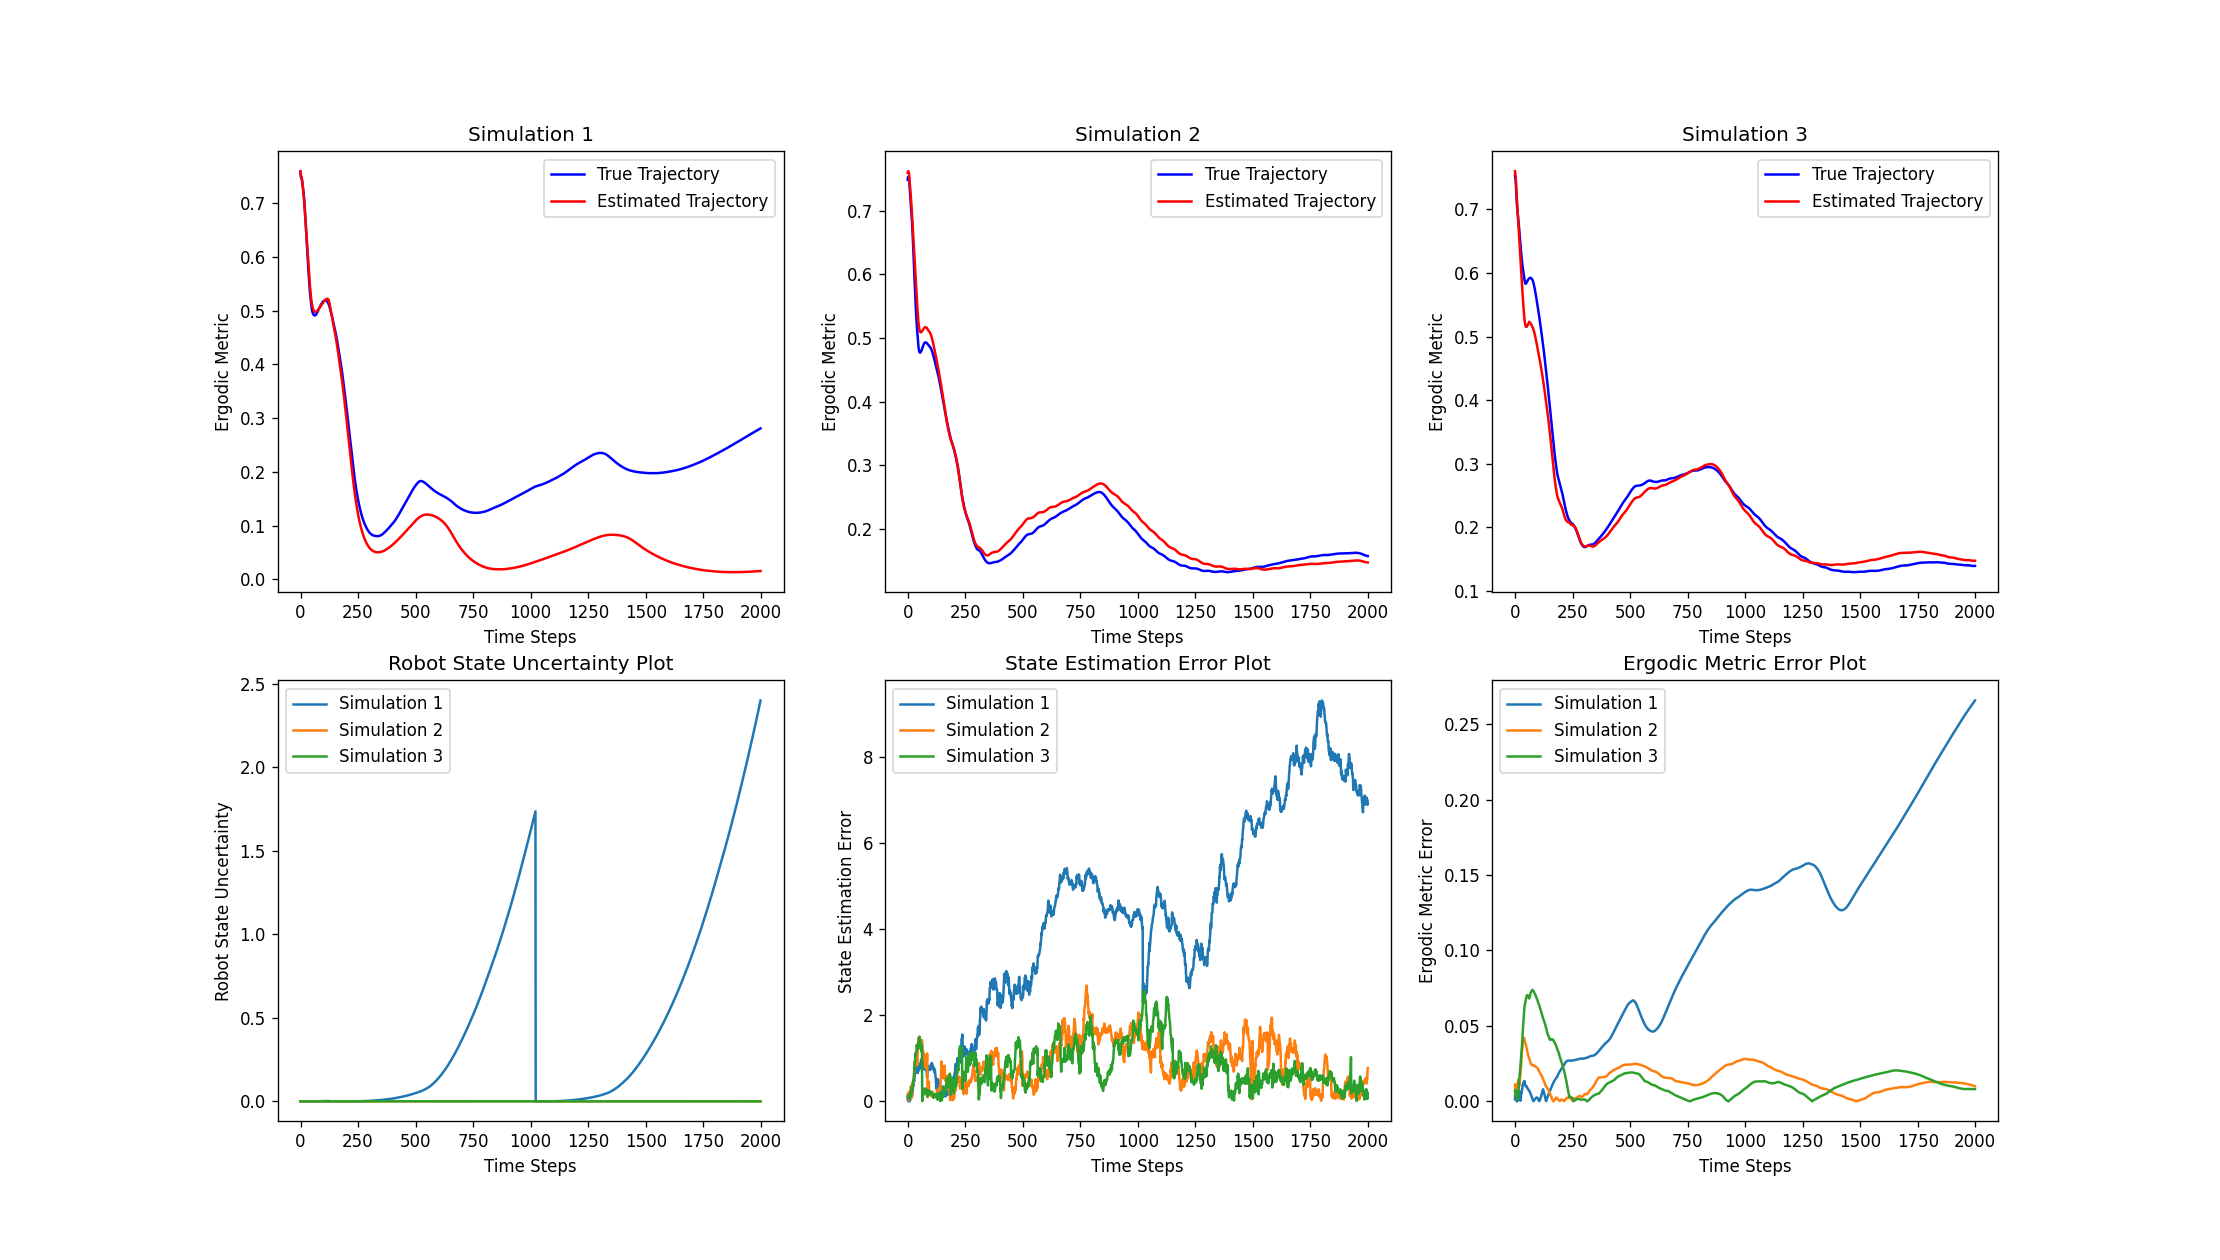 Simulation 1
True Trajectory
Estimated Trajectory
Ergodic Metric
0.7
0.6
0.5
0.4
0.3
0.2
0.1
0.0
0 250 500 750 1000 1250 1500 1750 2000
Time Steps
Simulation 2
True Trajectory
Estimated Trajectory
Ergodic Metric
0.7
0.6
0.5
0.4
0.3
0.2
0 250 500 750 1000 1250 1500 1750 2000
Time Steps
Simulation 3
True Trajectory
Estimated Trajectory
Ergodic Metric
0.7
0.6
0.5
0.4
0.3
0.2
0.1
0 250 500 750 1000 1250 1500 1750 2000
Time Steps
Robot State Uncertainty Plot
Simulation 1
Simulation 2
Simulation 3
Robot State Uncertainty
2.5
2.0
1.5
1.0
0.5
0.0
0 250 500 750 1000 1250 1500 1750 2000
Time Steps
State Estimation Error Plot
Simulation 1
Simulation 2
Simulation 3
State Estimation Error
8
6
4
2
0
0 250 500 750 1000 1250 1500 1750 2000
Time Steps
Ergodic Metric Error Plot
Simulation 1
Simulation 2
Simulation 3
Ergodic Metric Error
0.25
0.20
0.15
0.10
0.05
0.00
0 250 500 750 1000 1250 1500 1750 2000
Time Steps